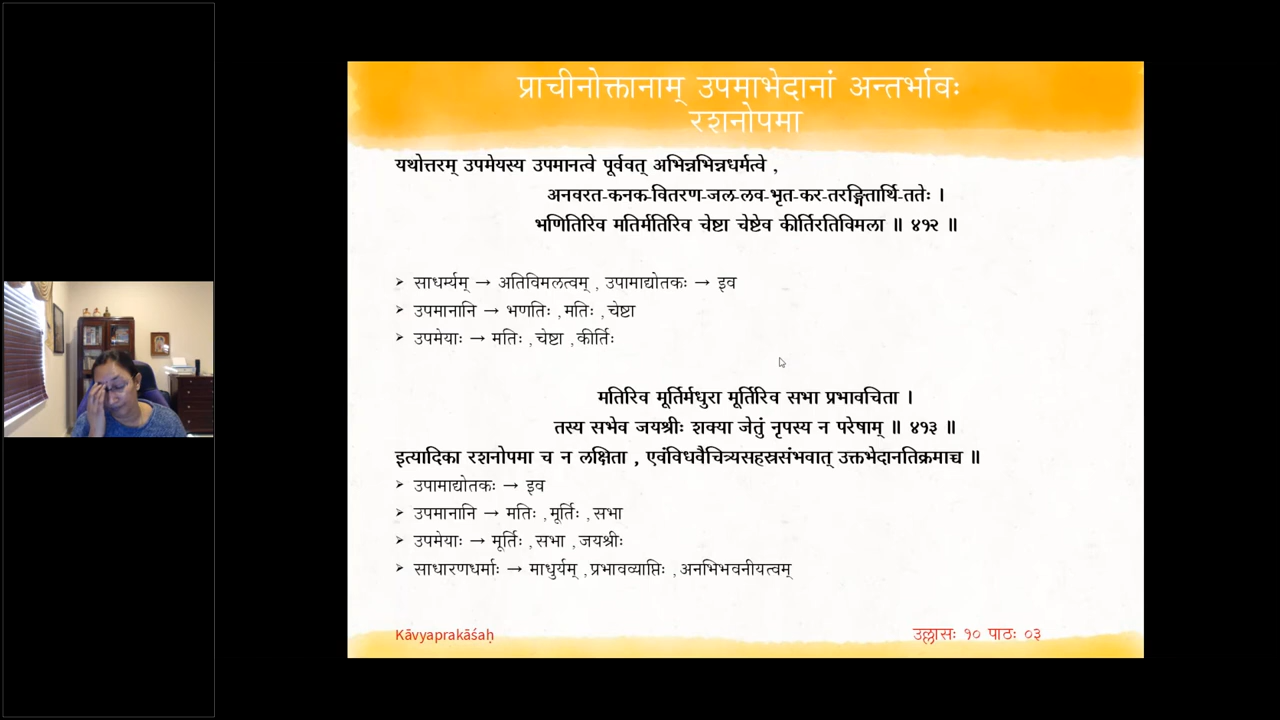 प्राचीनोक्तानाम् उपमाभेदानां अन्तर्भावः
रशनोपमा
यथोत्तरम् उपमेयस्य उपमानत्वे पूर्ववत् अभिन्नभिन्नधर्मत्वे ,
अनवरत-कनक-वितरण-जल-लव-भृत-कर-तरङ्गितार्थि-ततेः ।
भणितिरिव मतिर्मतिरिव चेष्टा चेष्टेव कीर्तिरतिविमला ॥ ४१२ ॥
➢ साधर्म्यम् → अतिविमलत्वम् , उपामाद्योतकः → इव
➢ उपमानानि → भणतिः ,मतिः ,चेष्टा
➢ उपमेयाः → मतिः ,चेष्टा ,कीर्तिः
मतिरिव मूर्तिर्मधुरा मूर्तिरिव सभा प्रभावचिता ।
तस्य सभेव जयश्रीः शक्या जेतुं नृपस्य न परेषाम् ॥ ४१३ ॥
इत्यादिका रशनोपमा च न लक्षिता , एवंविधवैचित्र्यसहस्रसंभवात् उक्तभेदानतिक्रमाच्च ॥
➢ उपामाद्योतकः → इव
➢ उपमानानि → मतिः ,मूर्तिः ,सभा
➢ उपमेयाः → मूर्तिः ,सभा ,जयश्रीः
➢ साधारणधर्माः → माधुर्यम् ,प्रभावव्याप्तिः ,अनभिभवनीयत्वम्
Kāvyaprakāśaḥ
उल्लासः १० पाठः ०३